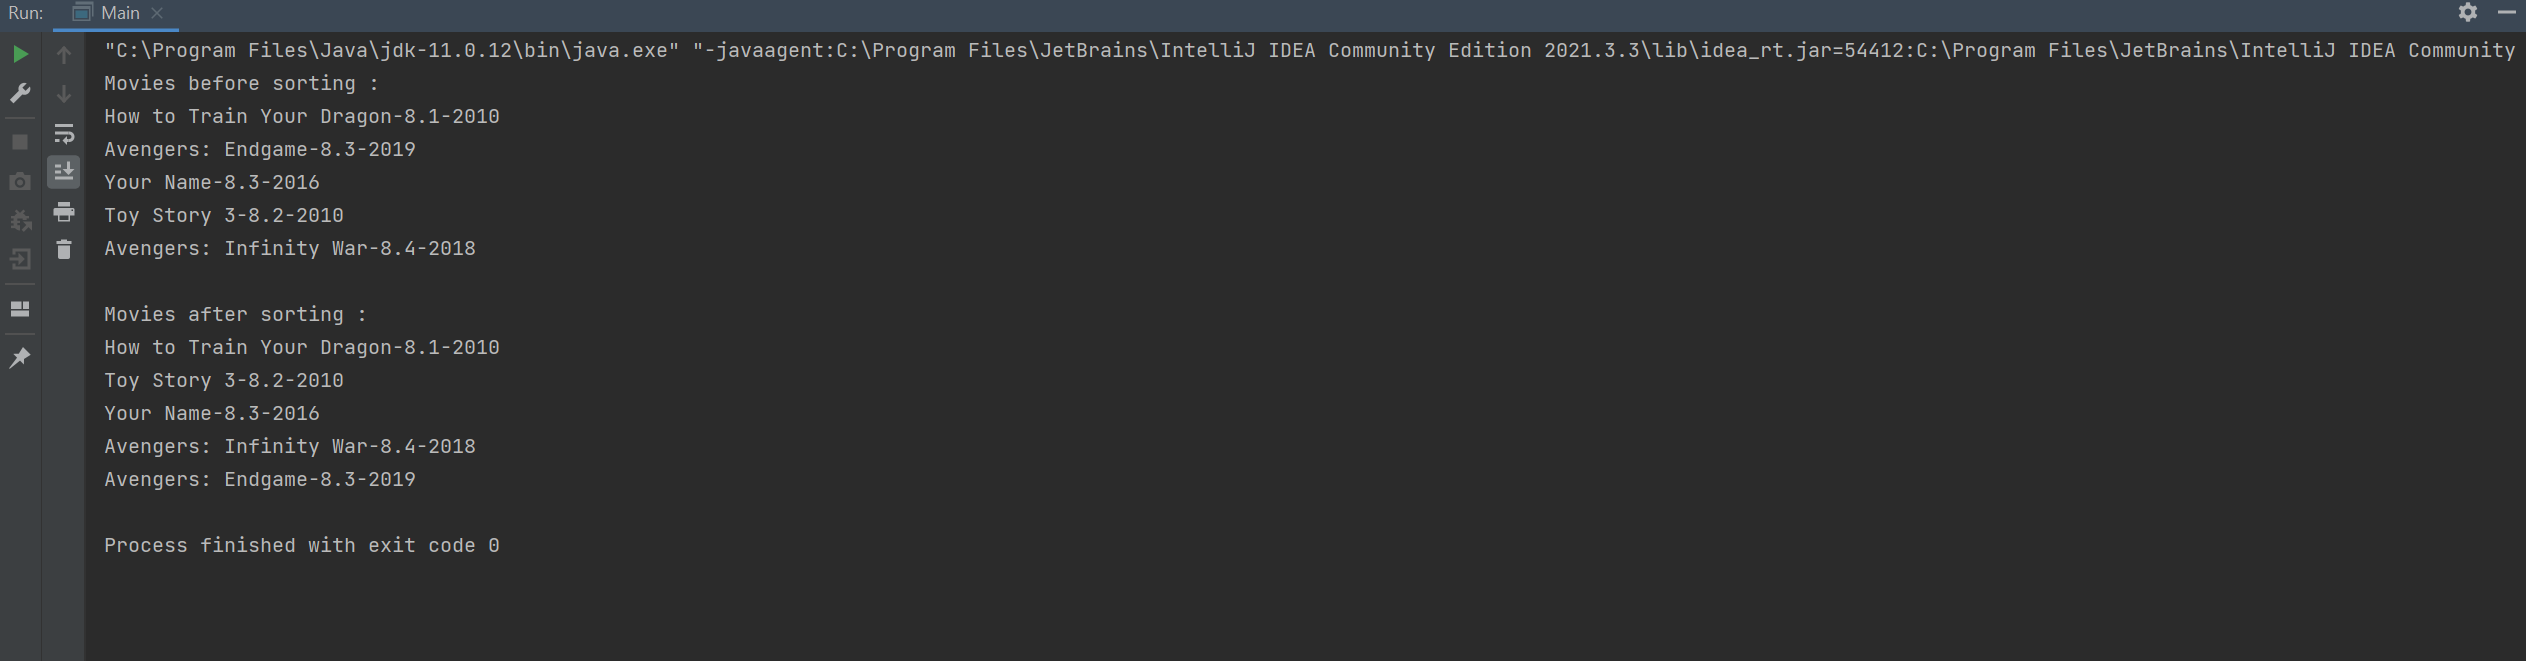 Run: Main
"C:\Program Files\Java\jdk-11.0.12\bin\java.exe" "-javaagent:C:\Program Files\JetBrains\IntelliJ IDEA Community Edition 2021.3.3\lib\idea_rt.jar=54412:C:\Program Files\JetBrains\IntelliJ IDEA Community
Movies before sorting :
How to Train Your Dragon-8.1-2010
Avengers: Endgame-8.3-2019
Your Name-8.3-2016
Toy Story 3-8.2-2010
Avengers: Infinity War-8.4-2018
Movies after sorting :
How to Train Your Dragon-8.1-2010
Toy Story 3-8.2-2010
Your Name-8.3-2016
Avengers: Infinity War-8.4-2018
Avengers: Endgame-8.3-2019
Process finished with exit code 0